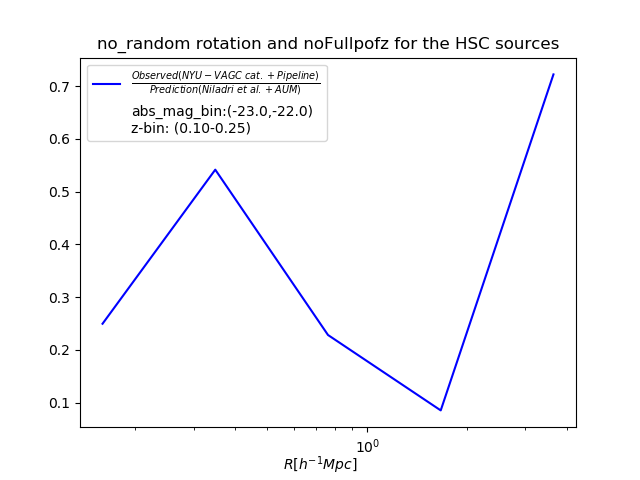 no_random rotation and noFullpofz for the HSC sources
Observed(NYU−VAGC cat.+Pipeline)
Prediction(Niladri et al.+AUM)
abs_mag_bin:(-23.0,-22.0)
z-bin: (0.10-0.25)
0.7
0.6
0.5
0.4
0.3
0.2
0.1
10⁰
R[h⁻¹Mpc]